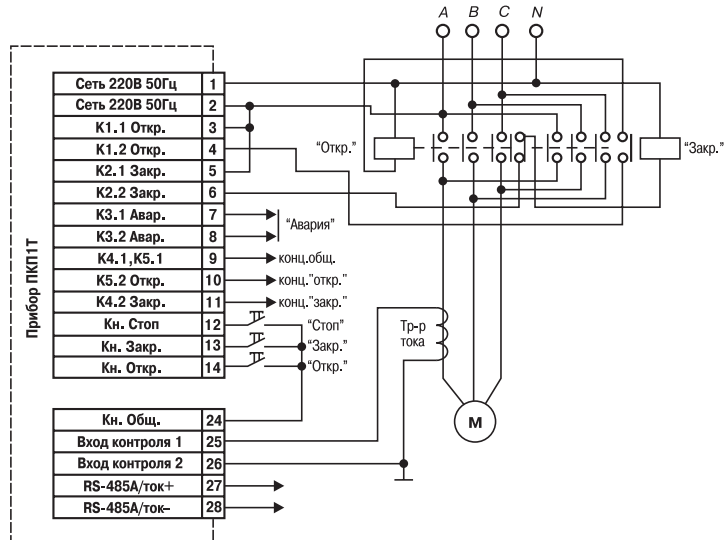 A B C N
Прибор ПКП1Т
Сеть 220В 50Гц 1
Сеть 220В 50Гц 2
К1.1 Откр. 3
К1.2 Откр. 4
К2.1 Закр. 5
К2.2 Закр. 6
К3.1 Авар. 7
К3.2 Авар. 8
К4.1,К5.1 9
К5.2 Откр. 10
К4.2 Закр. 11
Кн. Стоп 12
Кн. Закр. 13
Кн. Откр. 14
"Откр."
"Закр."
"Авария"
конц.общ.
конц."откр."
конц."закр."
"Стоп"
"Закр."
"Откр."
Тр-р
тока
М
Кн. Общ. 24
Вход контроля 1 25
Вход контроля 2 26
RS-485А/ток+ 27
RS-485А/ток– 28